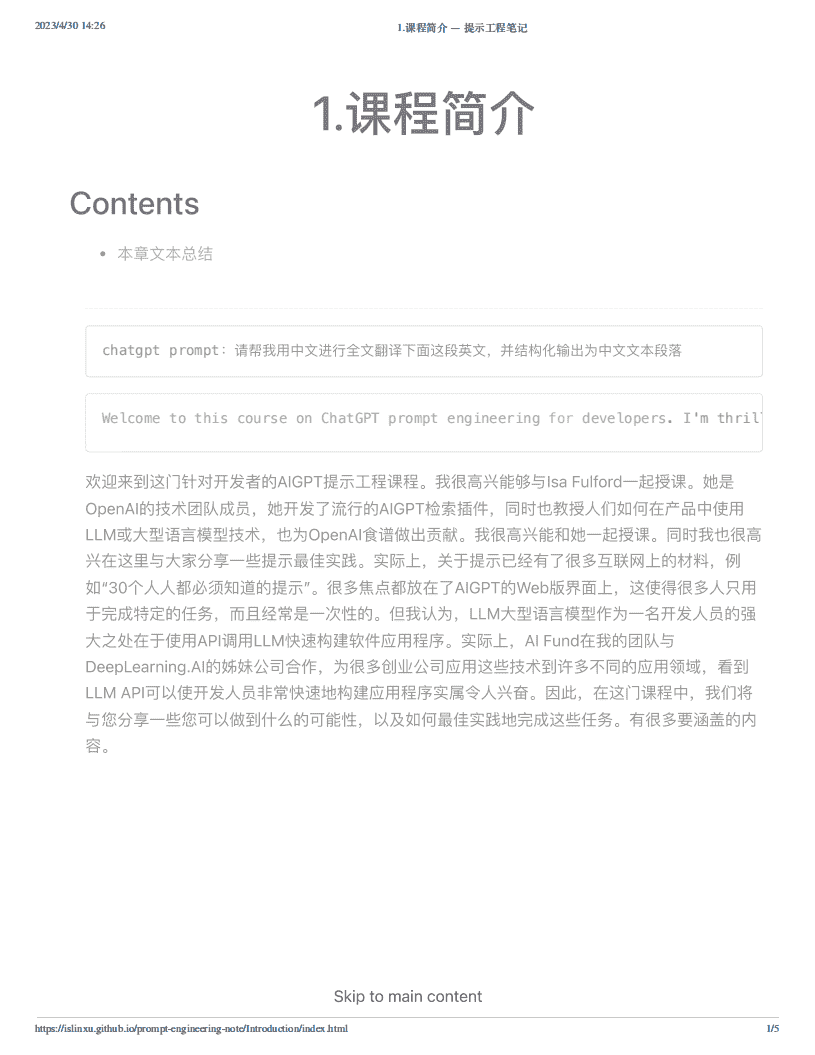 2023/4/30 14:26
1.课程简介 — 提示工程笔记
1.课程简介
Contents
• 本章文本总结
chatgpt prompt: 请帮我用中文进行全文翻译下面这段英文，并结构化输出为中文文本段落
Welcome to this course on ChatGPT prompt engineering for developers. I'm thril
欢迎来到这门针对开发者的AIGPT提示工程课程。我很高兴能够与Isa Fulford一起授课。她是
OpenAI的技术团队成员，她开发了流行的AIGPT检索插件，同时也教授人们如何在产品中使用
LLM或大型语言模型技术，也为OpenAI食谱做出贡献。我很高兴能和她一起授课。同时我也很高
兴在这里与大家分享一些提示最佳实践。实际上，关于提示已经有了很多互联网上的材料，例
如“30个人人都必须知道的提示”。很多焦点都放在了AIGPT的Web版界面上，这使得很多人只用
于完成特定的任务，而且经常是一次性的。但我认为，LLM大型语言模型作为一名开发人员的强
大之处在于使用API调用LLM快速构建软件应用程序。实际上，AI Fund在我的团队与
DeepLearning.AI的姊妹公司合作，为很多创业公司应用这些技术到许多不同的应用领域，看到
LLM API可以使开发人员非常快速地构建应用程序实属令人兴奋。因此，在这门课程中，我们将
与您分享一些您可以做到什么的可能性，以及如何最佳实践地完成这些任务。有很多要涵盖的内
容。
Skip to main content
https://islinxu.github.io/prompt-engineering-note/Introduction/index.html
1/5